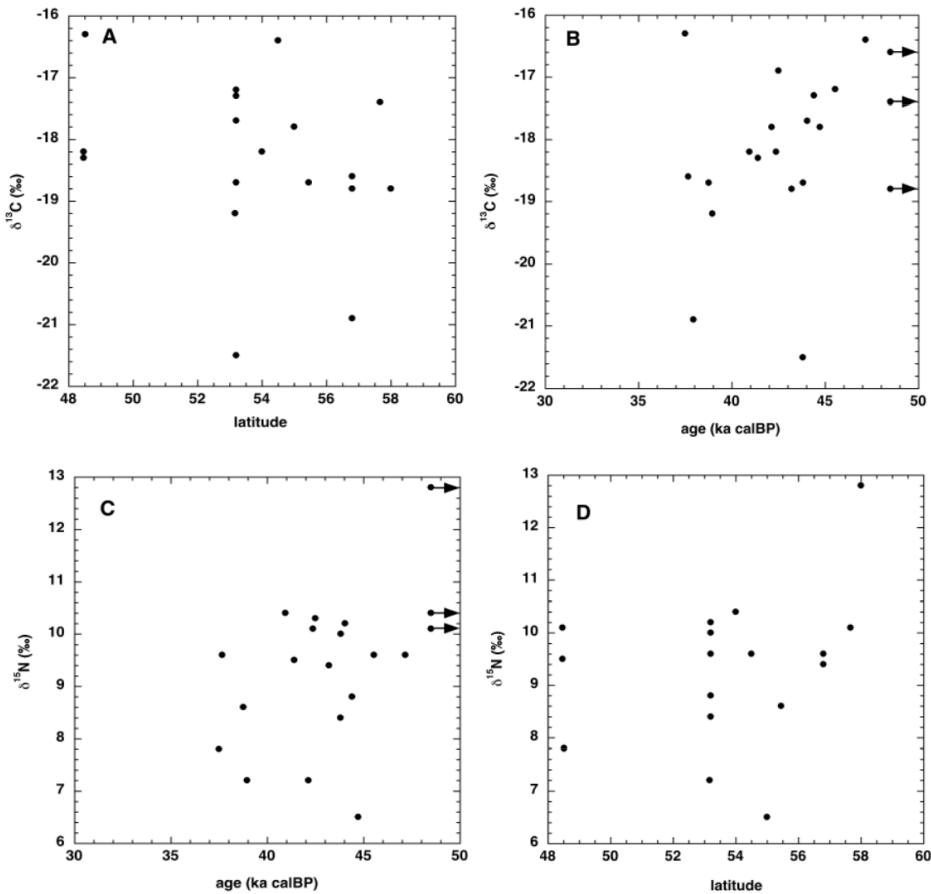 A
-16
-17
-18
-19
-20
-21
-22
δ¹³C (‰)
48 50 52 54 56 58 60
latitude
B
-16
-17
-18
-19
-20
-21
-22
δ¹³C (‰)
30 35 40 45 50
age (ka calBP)
C
13
12
11
10
9
8
7
6
δ¹⁵N (‰)
30 35 40 45 50
age (ka calBP)
D
13
12
11
10
9
8
7
6
δ¹⁵N (‰)
48 50 52 54 56 58 60
latitude